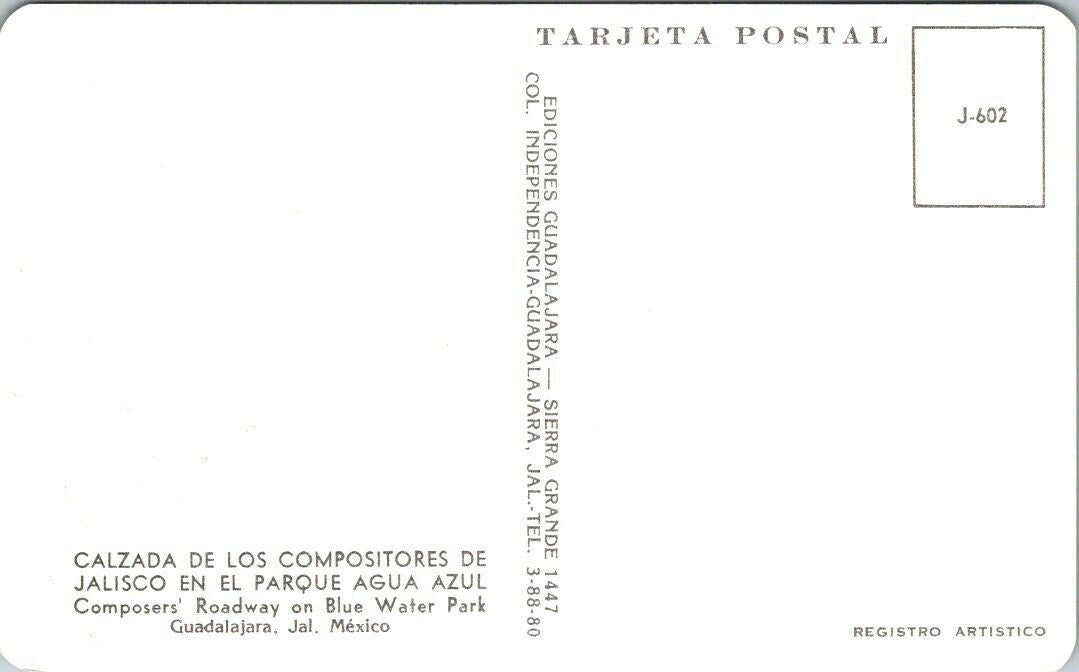 TARJETA POSTAL
J-602
EDICIONES GUADALAJARA — SIERRA GRANDE 1447
COL. INDEPENDENCIA-GUADALAJARA, JAL.-TEL. 3-88-80
CALZADA DE LOS COMPOSITORES DE
JALISCO EN EL PARQUE AGUA AZUL
Composers' Roadway on Blue Water Park
Guadalajara, Jal. México
REGISTRO ARTISTICO